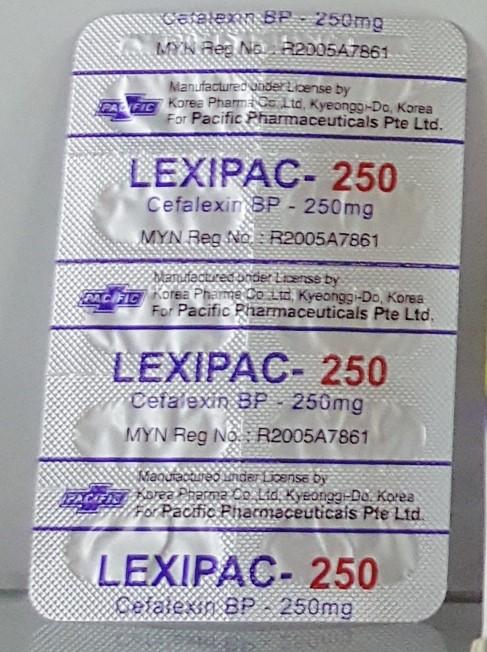 Cefalexin BP - 250mg
MYN Reg No. : R2005A7861
PACIFIC
Manufactured under License by
Korea Pharma Co.,Ltd, Kyeonggi-Do, Korea
For Pacific Pharmaceuticals Pte Ltd.
LEXIPAC- 250
Cefalexin BP - 250mg
MYN Reg No. : R2005A7861
PACIFIC
Manufactured under License by
Korea Pharma Co.,Ltd, Kyeonggi-Do, Korea
For Pacific Pharmaceuticals Pte Ltd.
LEXIPAC- 250
Cefalexin BP - 250mg
MYN Reg No. : R2005A7861
PACIFIC
Manufactured under License by
Korea Pharma Co.,Ltd, Kyeonggi-Do, Korea
For Pacific Pharmaceuticals Pte Ltd.
LEXIPAC- 250
Cefalexin BP - 250mg